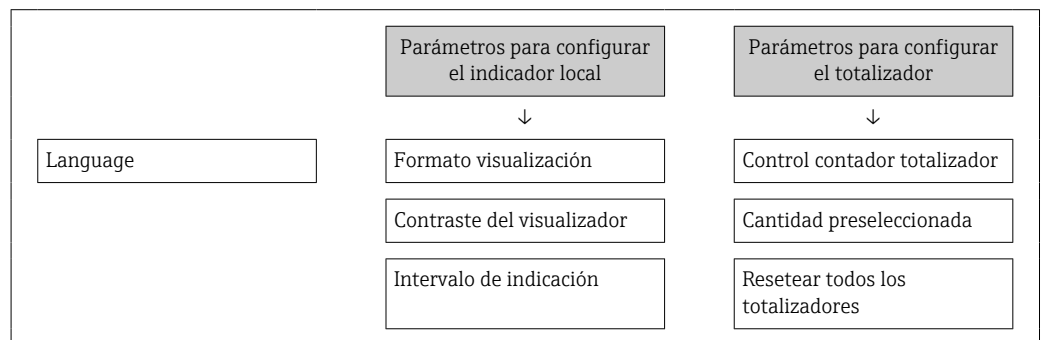 Parámetros para configurar
el indicador local
Parámetros para configurar
el totalizador
↓
↓
Language
Formato visualización
Control contador totalizador
Contraste del visualizador
Cantidad preseleccionada
Intervalo de indicación
Resetear todos los
totalizadores